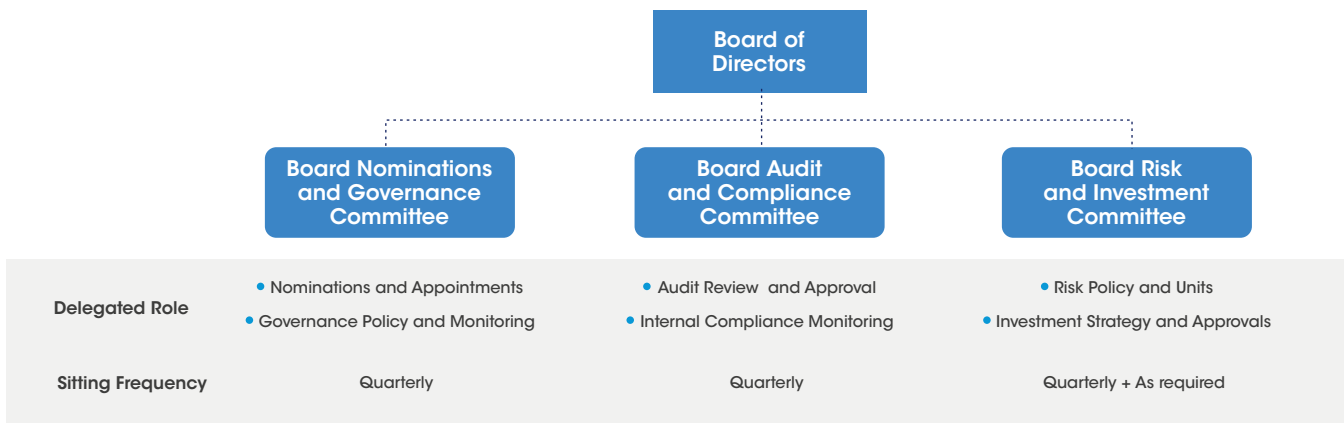 Board of
Directors
Board Nominations
and Governance
Committee
Board Audit
and Compliance
Committee
Board Risk
and Investment
Committee
Delegated Role
• Nominations and Appointments
• Governance Policy and Monitoring
• Audit Review and Approval
• Internal Compliance Monitoring
• Risk Policy and Units
• Investment Strategy and Approvals
Sitting Frequency
Quarterly
Quarterly
Quarterly + As required